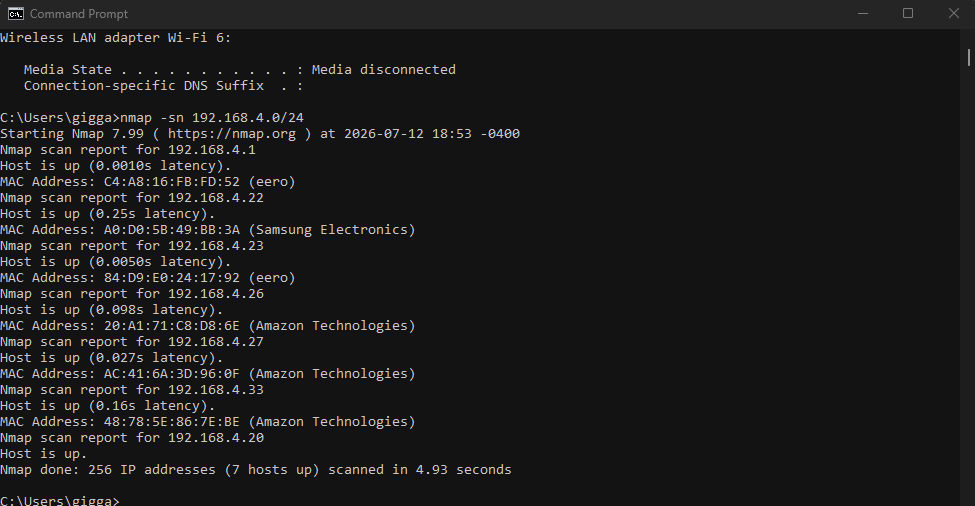 Command Prompt
Wireless LAN adapter Wi-Fi 6:
Media State . . . . . . . . . . . : Media disconnected
Connection-specific DNS Suffix  . :
C:\Users\gigga>nmap -sn 192.168.4.0/24
Starting Nmap 7.99 ( https://nmap.org ) at 2026-07-12 18:53 -0400
Nmap scan report for 192.168.4.1
Host is up (0.0010s latency).
MAC Address: C4:A8:16:FB:FD:52 (eero)
Nmap scan report for 192.168.4.22
Host is up (0.25s latency).
MAC Address: A0:D0:5B:49:BB:3A (Samsung Electronics)
Nmap scan report for 192.168.4.23
Host is up (0.0050s latency).
MAC Address: 84:D9:E0:24:17:92 (eero)
Nmap scan report for 192.168.4.26
Host is up (0.098s latency).
MAC Address: 20:A1:71:C8:D8:6E (Amazon Technologies)
Nmap scan report for 192.168.4.27
Host is up (0.027s latency).
MAC Address: AC:41:6A:3D:96:0F (Amazon Technologies)
Nmap scan report for 192.168.4.33
Host is up (0.16s latency).
MAC Address: 48:78:5E:86:7E:BE (Amazon Technologies)
Nmap scan report for 192.168.4.20
Host is up.
Nmap done: 256 IP addresses (7 hosts up) scanned in 4.93 seconds
C:\Users\gigga>